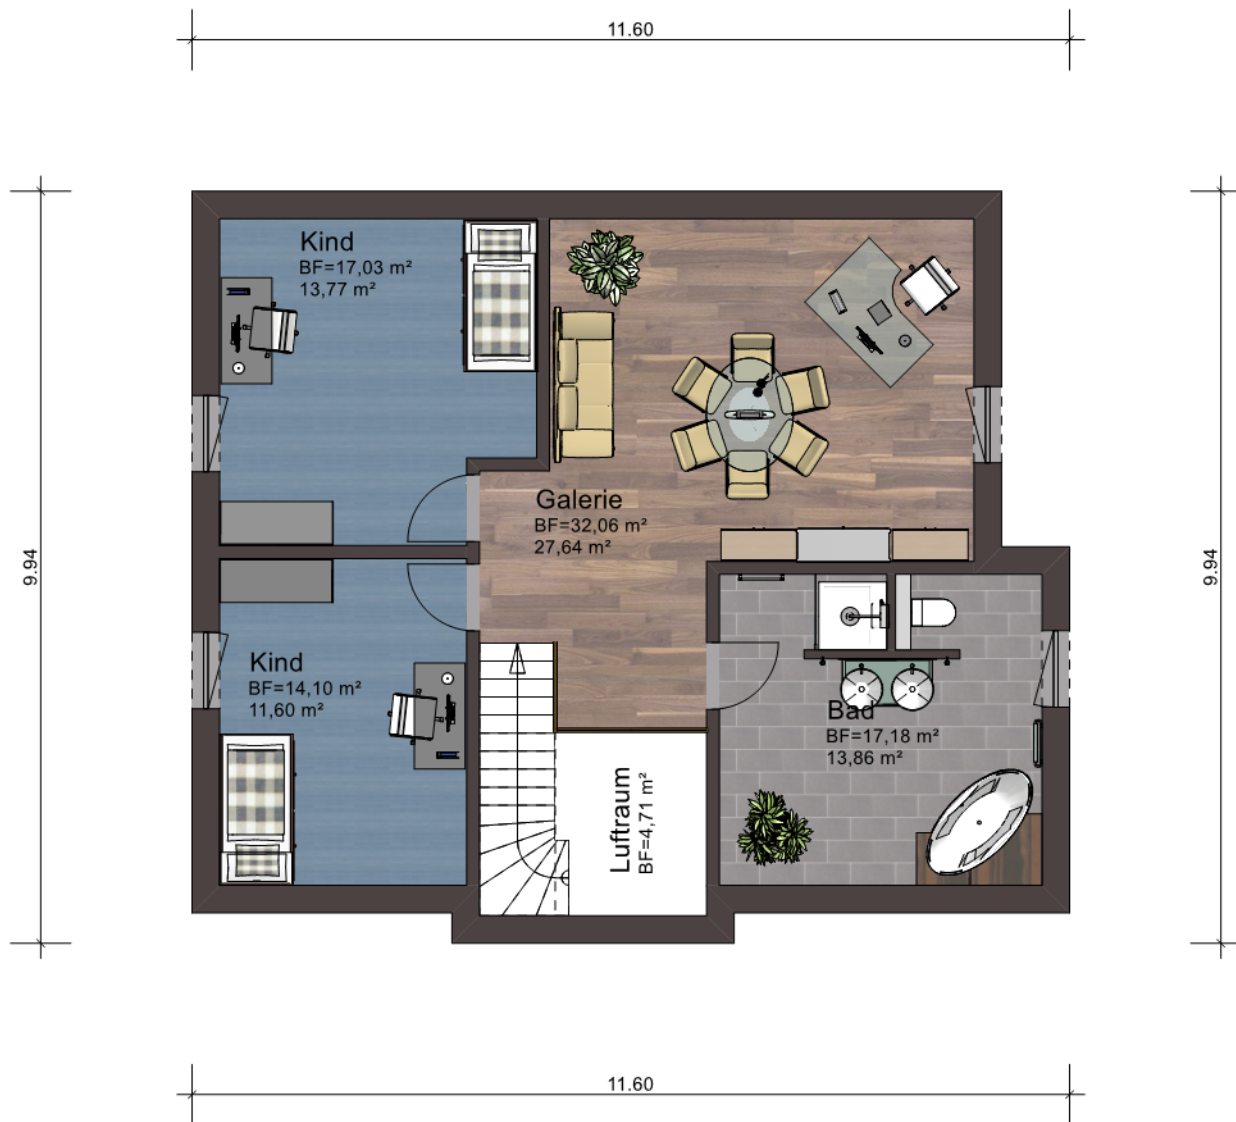 11.60
9.94
9.94
Kind
BF=17,03 m²
13,77 m²
Galerie
BF=32,06 m²
27,64 m²
Kind
BF=14,10 m²
11,60 m²
Bad
BF=17,18 m²
13,86 m²
Luftraum
BF=4,71 m²
11.60